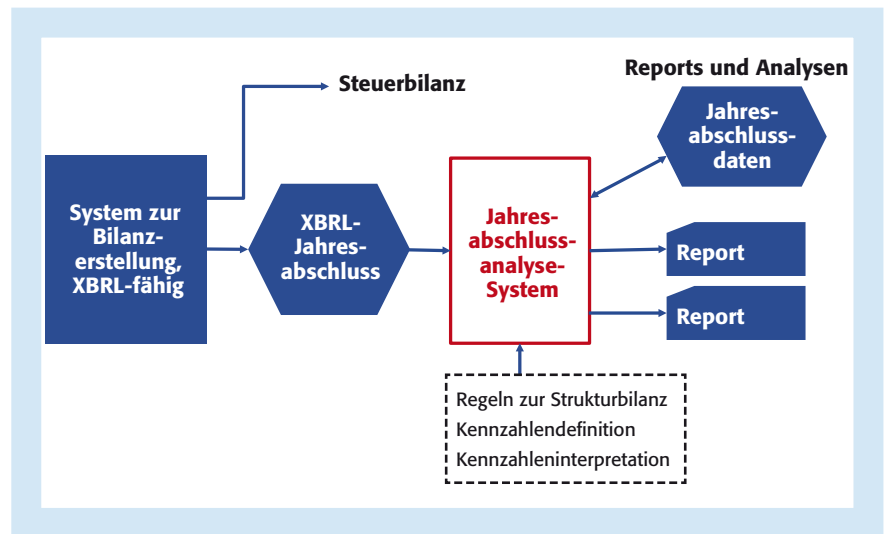 Steuerbilanz
Reports und Analysen
Jahres-
abschluss-
daten
System zur
Bilanz-
erstellung,
XBRL-fähig
XBRL-
Jahres-
abschluss
Jahres-
abschluss-
analyse-
System
Report
Report
Regeln zur Strukturbilanz
Kennzahlendefinition
Kennzahleninterpretation